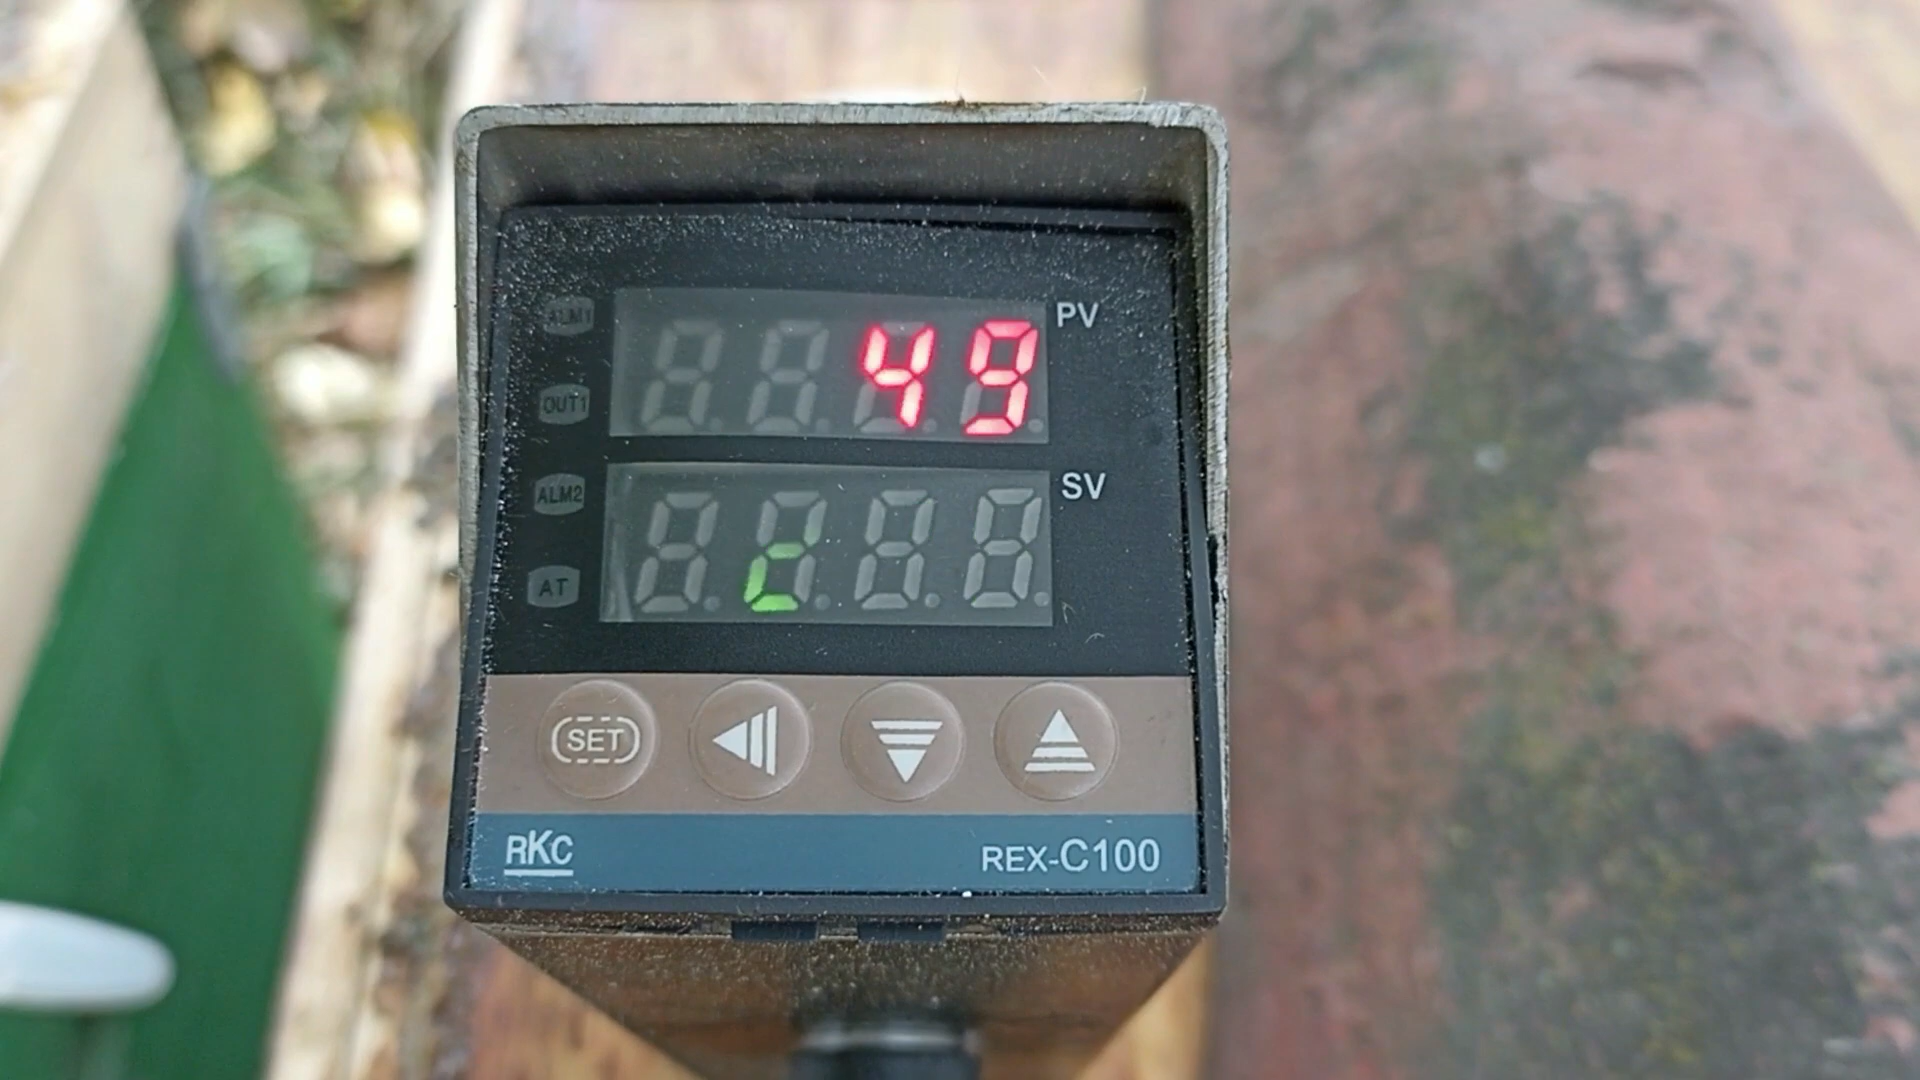 ALM1
49 PV
OUT1
ALM2
SV
c
AT
SET
RKC
REX-C100